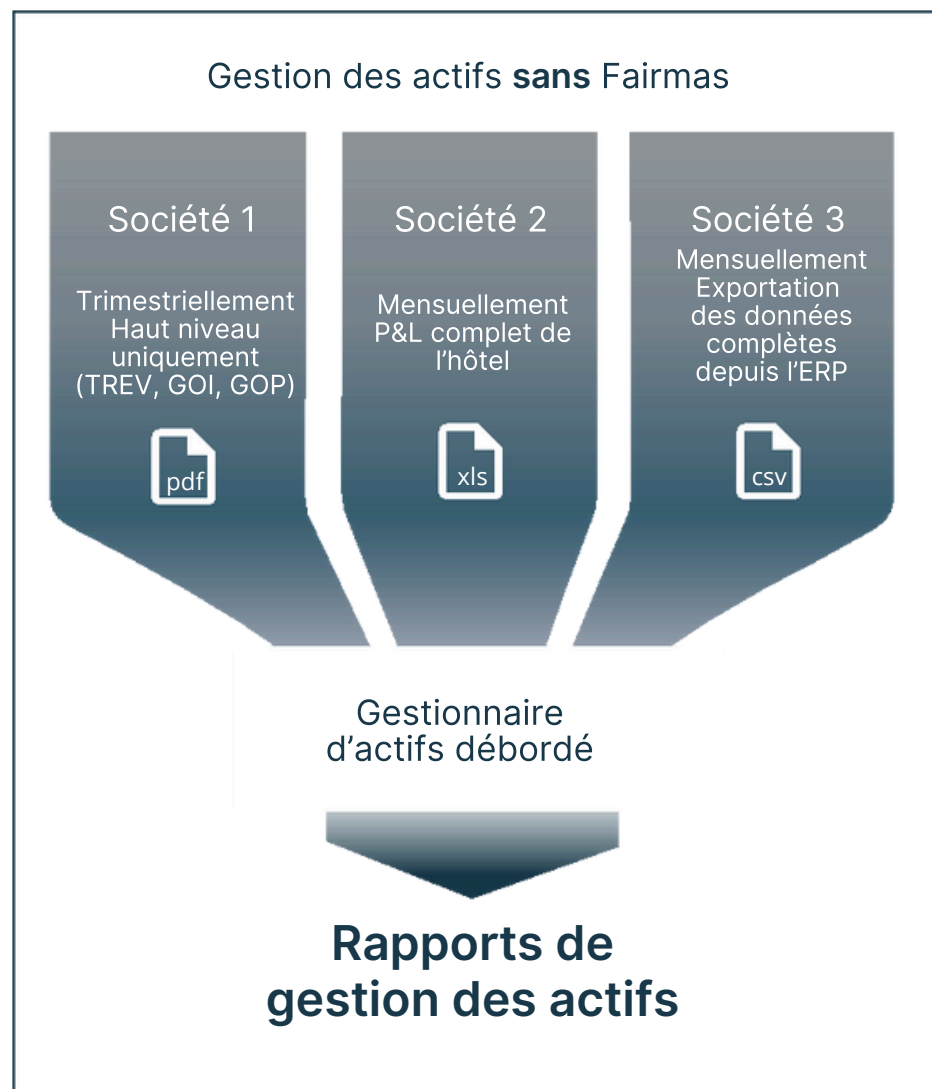 Gestion des actifs sans Fairmas
Société 1
Trimestriellement
Haut niveau
uniquement
(TREV, GOI, GOP)
pdf
Société 2
Mensuellement
P&L complet de
l’hôtel
xls
Société 3
Mensuellement
Exportation
des données
complètes
depuis l’ERP
csv
Gestionnaire
d’actifs débordé
Rapports de
gestion des actifs